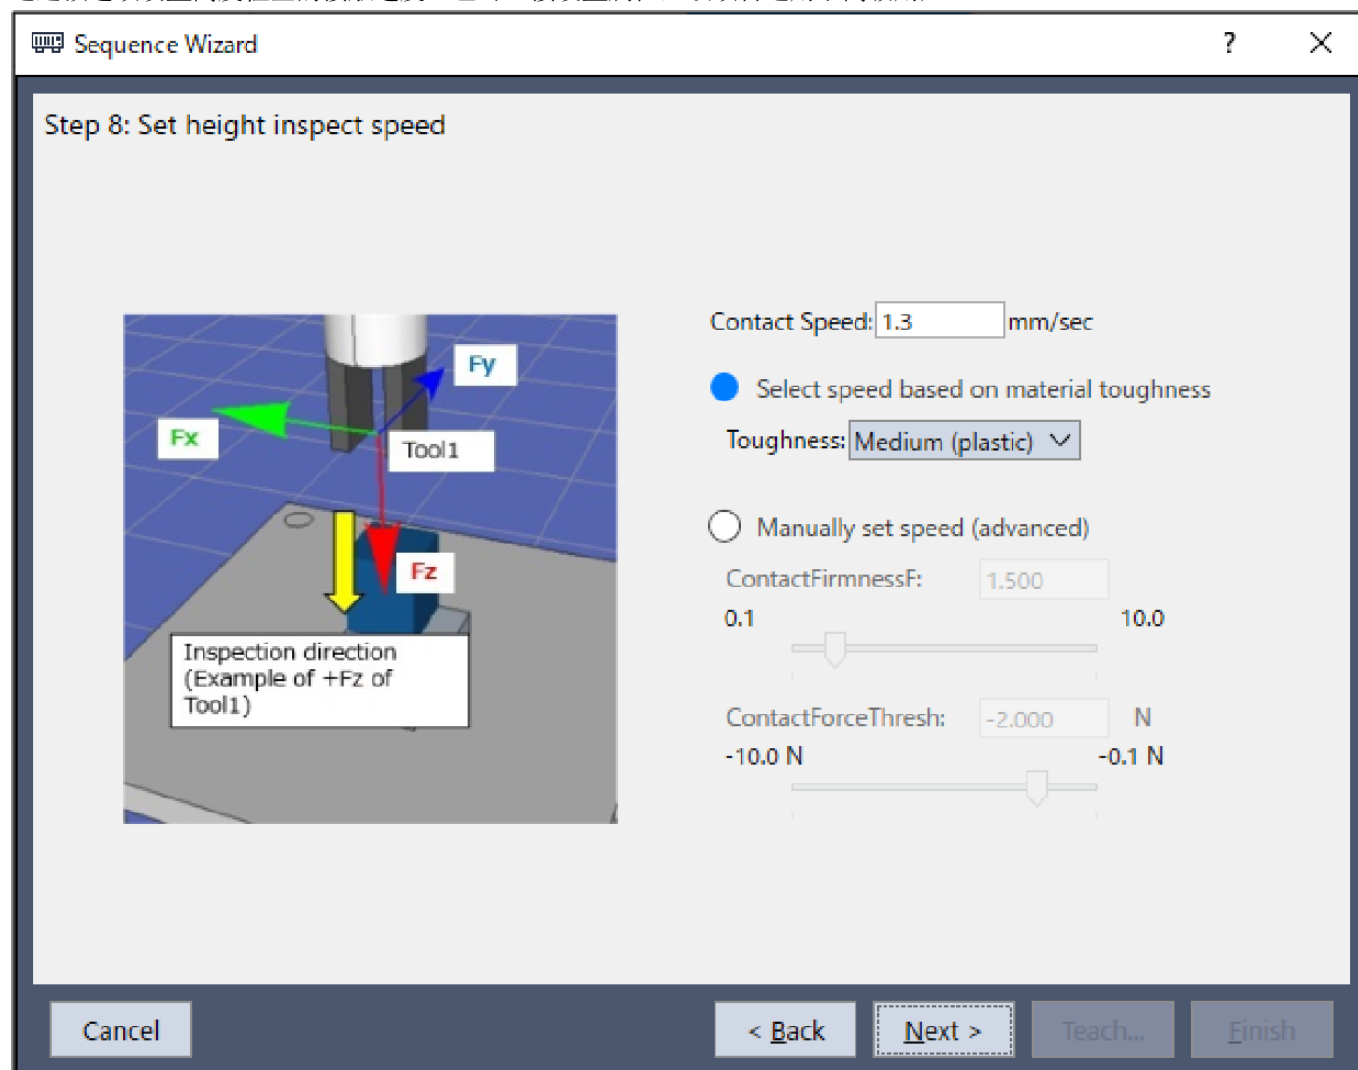 Sequence Wizard
?
Step 8: Set height inspect speed
Fy
Fx
Tool1
Fz
Inspection direction
(Example of +Fz of
Tool1)
Contact Speed: 1.3 mm/sec
Select speed based on material toughness
Toughness: Medium (plastic)
Manually set speed (advanced)
ContactFirmnessF: 1.500
0.1 10.0
ContactForceThresh: -2.000 N
-10.0 N -0.1 N
Cancel
< Back
Next >
Teach...
Finish